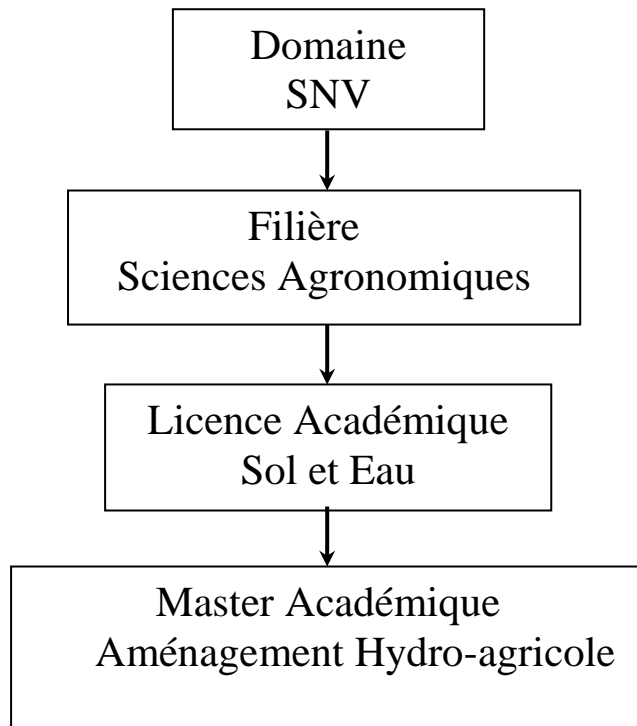 Domaine
SNV
Filière
Sciences Agronomiques
Licence Académique
Sol et Eau
Master Académique
Aménagement Hydro-agricole